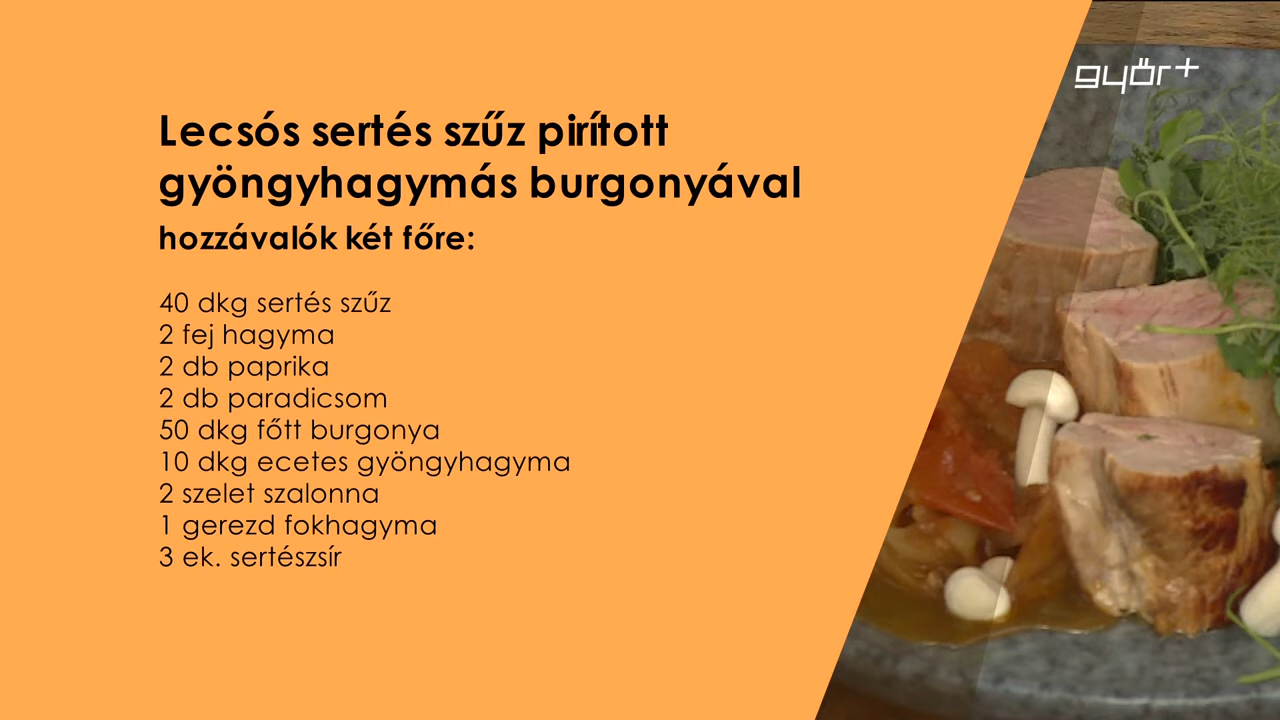 győr+
Lecsós sertés szűz pirított
gyöngyhagymás burgonyával
hozzávalók két főre:
40 dkg sertés szűz
2 fej hagyma
2 db paprika
2 db paradicsom
50 dkg főtt burgonya
10 dkg ecetes gyöngyhagyma
2 szelet szalonna
1 gerezd fokhagyma
3 ek. sertészsír